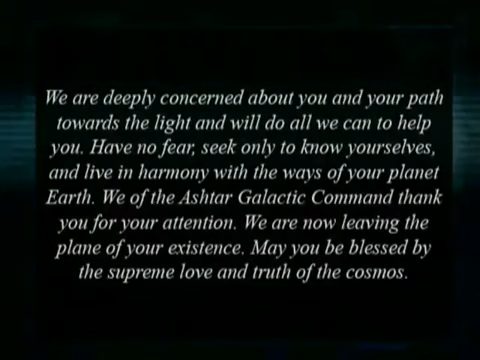 We are deeply concerned about you and your path
towards the light and will do all we can to help
you. Have no fear, seek only to know yourselves,
and live in harmony with the ways of your planet
Earth. We of the Ashtar Galactic Command thank
you for your attention. We are now leaving the
plane of your existence. May you be blessed by
the supreme love and truth of the cosmos.